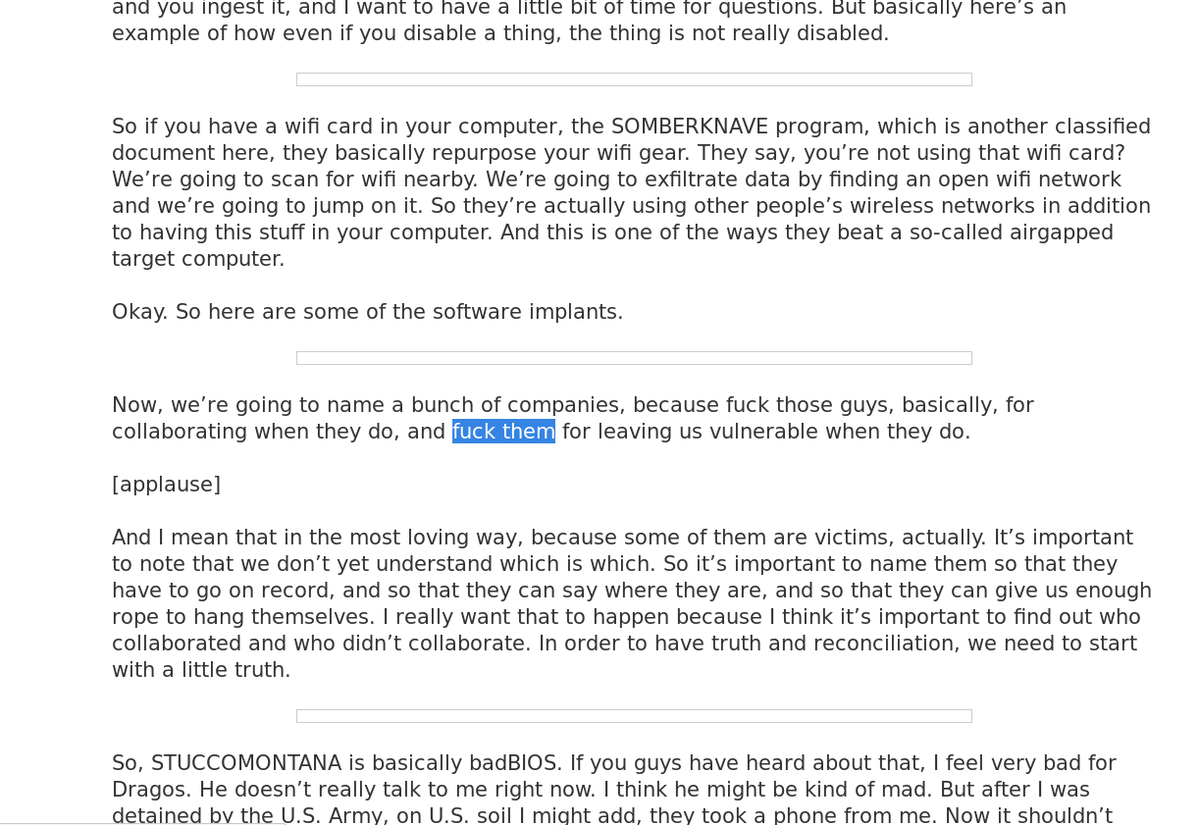 and you ingest it, and I want to have a little bit of time for questions. But basically here’s an
example of how even if you disable a thing, the thing is not really disabled.
So if you have a wifi card in your computer, the SOMBERKNAVE program, which is another classified
document here, they basically repurpose your wifi gear. They say, you’re not using that wifi card?
We’re going to scan for wifi nearby. We’re going to exfiltrate data by finding an open wifi network
and we’re going to jump on it. So they’re actually using other people’s wireless networks in addition
to having this stuff in your computer. And this is one of the ways they beat a so-called airgapped
target computer.
Okay. So here are some of the software implants.
Now, we’re going to name a bunch of companies, because fuck those guys, basically, for
collaborating when they do, and fuck them for leaving us vulnerable when they do.
[applause]
And I mean that in the most loving way, because some of them are victims, actually. It’s important
to note that we don’t yet understand which is which. So it’s important to name them so that they
have to go on record, and so that they can say where they are, and so that they can give us enough
rope to hang themselves. I really want that to happen because I think it’s important to find out who
collaborated and who didn’t collaborate. In order to have truth and reconciliation, we need to start
with a little truth.
So, STUCCOMONTANA is basically badBIOS. If you guys have heard about that, I feel very bad for
Dragos. He doesn’t really talk to me right now. I think he might be kind of mad. But after I was
detained by the U.S. Army, on U.S. soil I might add, they took a phone from me. Now it shouldn’t